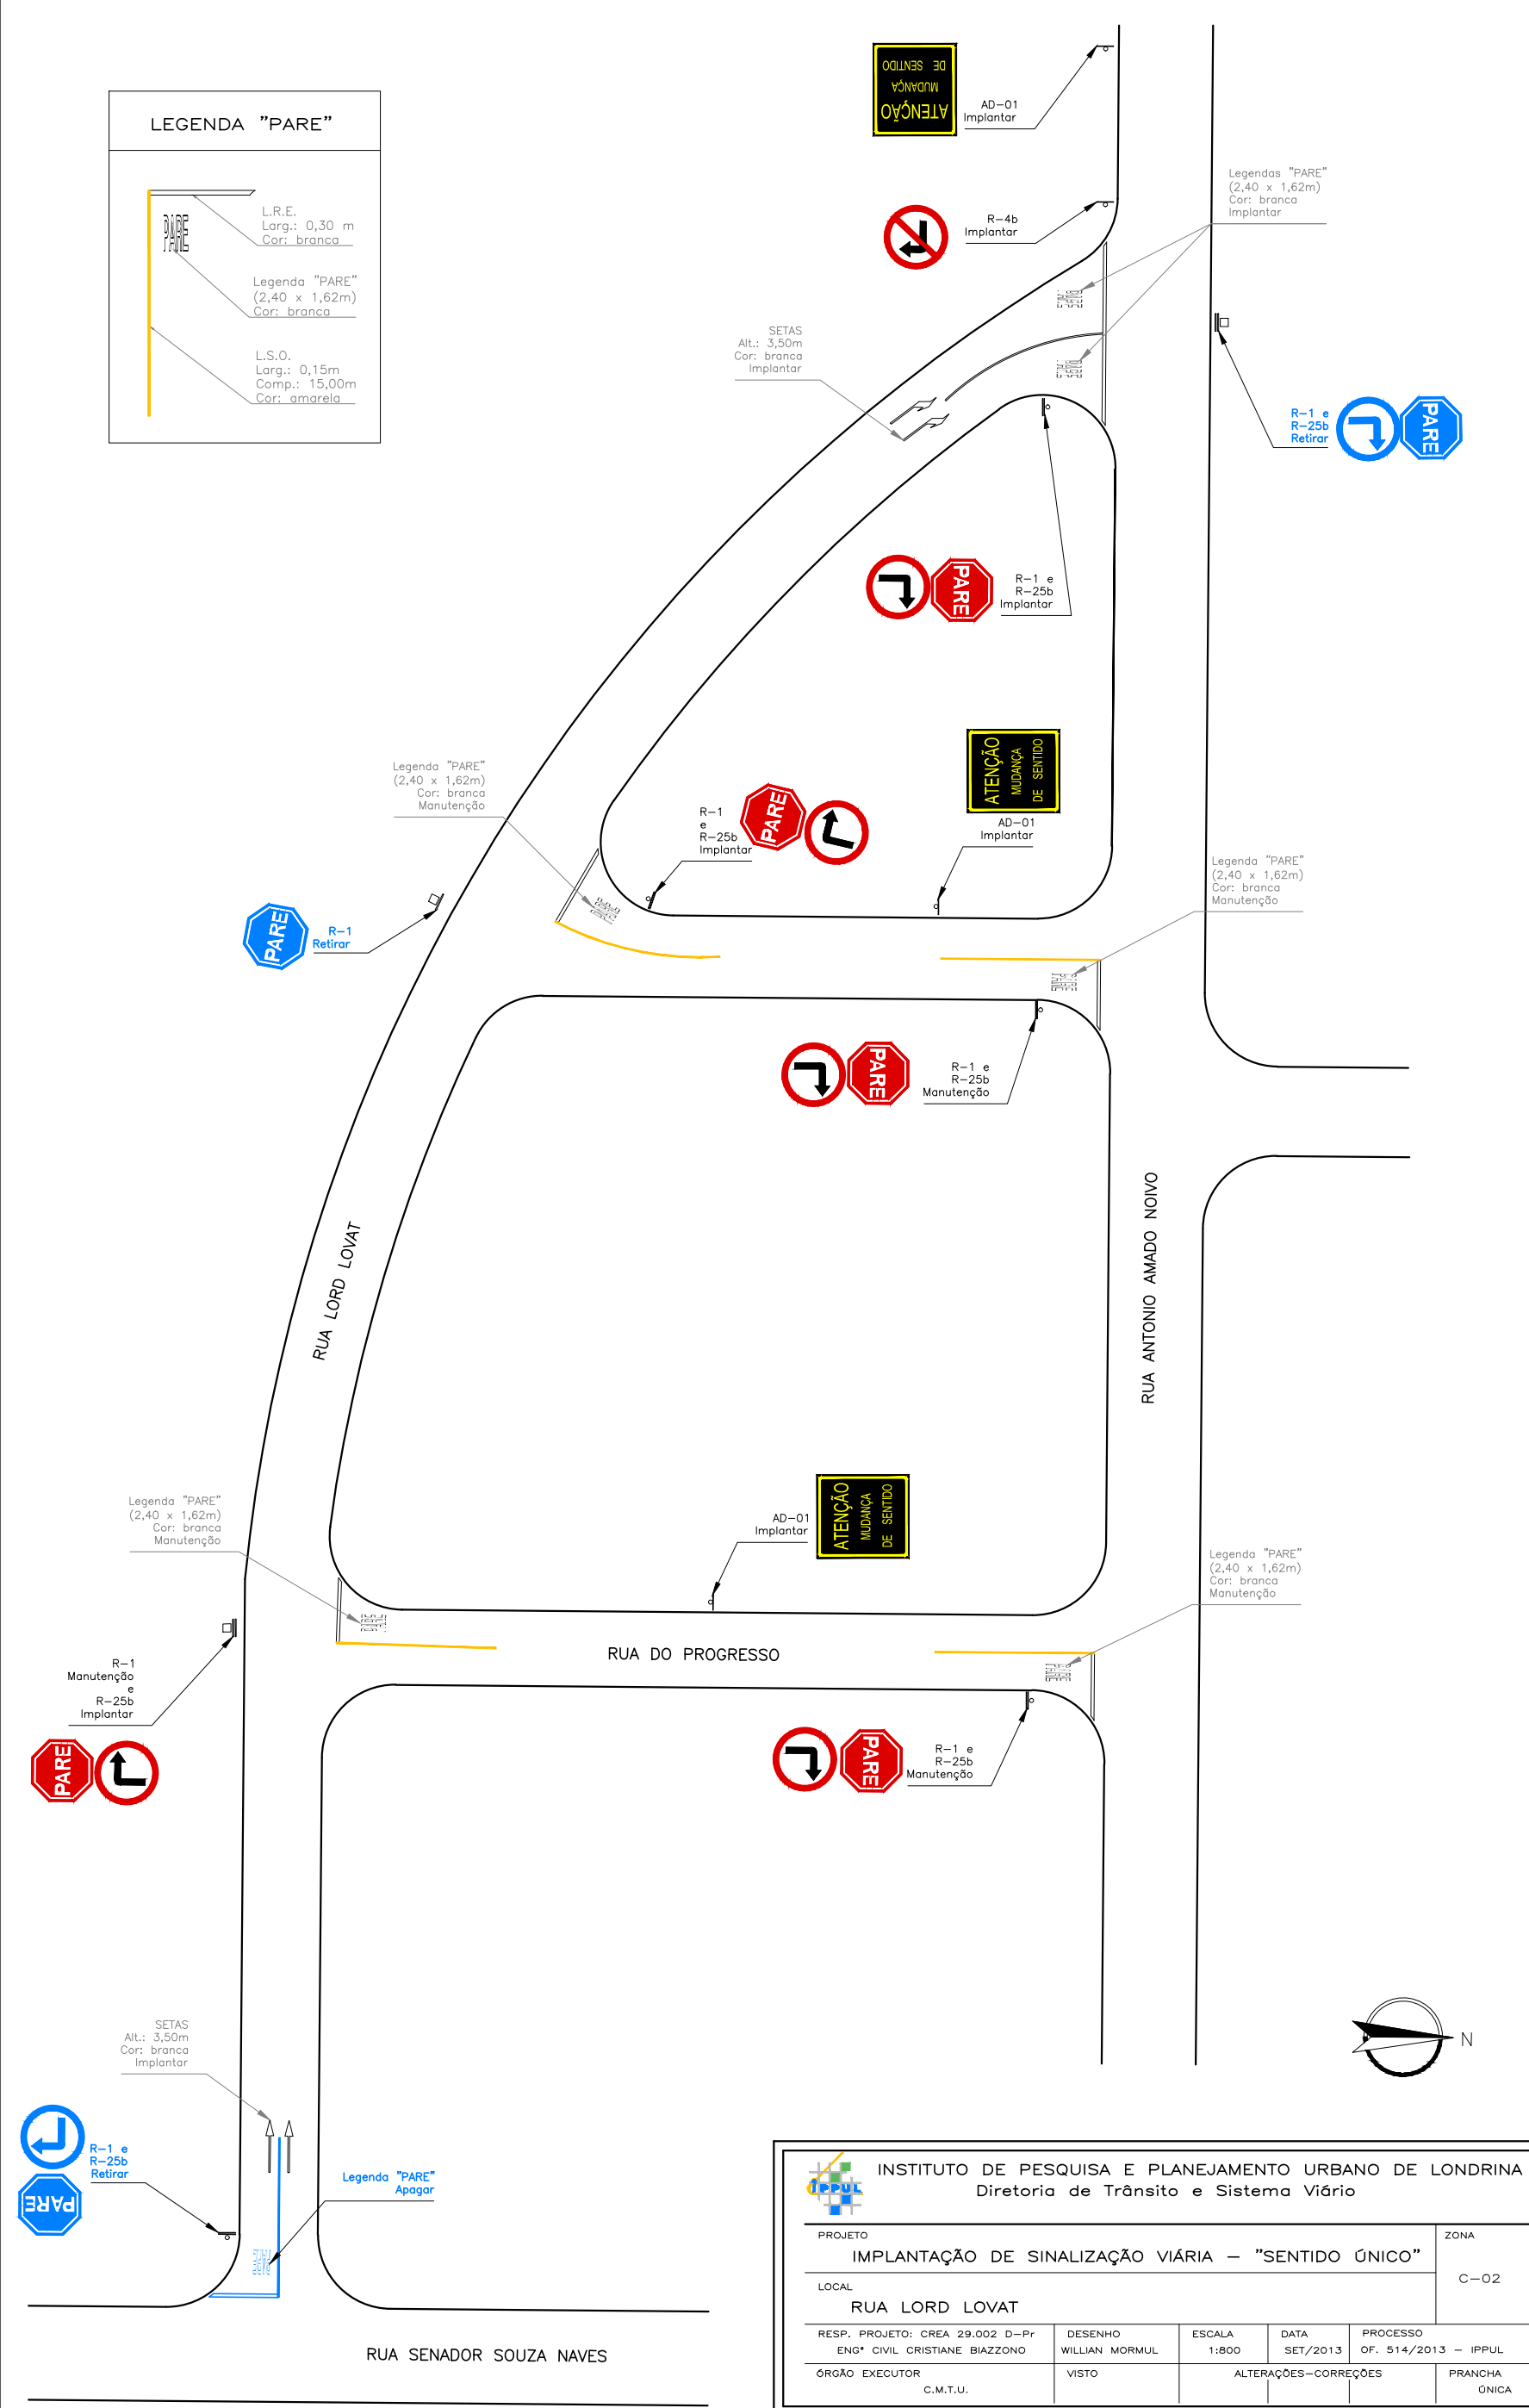 LEGENDA "PARE"
PARE
L.R.E.
Larg.: 0,30 m
Cor: branca
Legenda "PARE"
(2,40 x 1,62m)
Cor: branca
L.S.O.
Larg.: 0,15m
Comp.: 15,00m
Cor: amarela
ATENÇÃO
MUDANÇA
DE SENTIDO
AD-01
Implantar
R-4b
Implantar
Legendas "PARE"
(2,40 x 1,62m)
Cor: branca
Implantar
PARE
PARE
SETAS
Alt.: 3,50m
Cor: branca
Implantar
R-1 e
R-25b
Retirar
PARE
PARE
R-1 e
R-25b
Implantar
ATENÇÃO
MUDANÇA
DE SENTIDO
AD-01
Implantar
Legenda "PARE"
(2,40 x 1,62m)
Cor: branca
Manutenção
R-1
e
R-25b
Implantar
PARE
PARE
Legenda "PARE"
(2,40 x 1,62m)
Cor: branca
Manutenção
PARE
PARE
R-1
Retirar
PARE
R-1 e
R-25b
Manutenção
RUA LORD LOVAT
RUA ANTONIO AMADO NOIVO
ATENÇÃO
MUDANÇA
DE SENTIDO
AD-01
Implantar
Legenda "PARE"
(2,40 x 1,62m)
Cor: branca
Manutenção
PARE
Legenda "PARE"
(2,40 x 1,62m)
Cor: branca
Manutenção
PARE
RUA DO PROGRESSO
R-1
Manutenção
e
R-25b
Implantar
PARE
PARE
R-1 e
R-25b
Manutenção
N
SETAS
Alt.: 3,50m
Cor: branca
Implantar
R-1 e
R-25b
Retirar
PARE
Legenda "PARE"
Apagar
PARE
RUA SENADOR SOUZA NAVES
IPPUL
INSTITUTO DE PESQUISA E PLANEJAMENTO URBANO DE LONDRINA
Diretoria de Trânsito e Sistema Viário
PROJETO
IMPLANTAÇÃO DE SINALIZAÇÃO VIÁRIA - "SENTIDO ÚNICO"
ZONA
C-02
LOCAL
RUA LORD LOVAT
RESP. PROJETO: CREA 29.002 D-Pr
ENGª CIVIL CRISTIANE BIAZZONO
DESENHO
WILLIAN MORMUL
ESCALA
1:800
DATA
SET/2013
PROCESSO
OF. 514/2013 - IPPUL
ÓRGÃO EXECUTOR
C.M.T.U.
VISTO
ALTERAÇÕES-CORREÇÕES
PRANCHA
ÚNICA